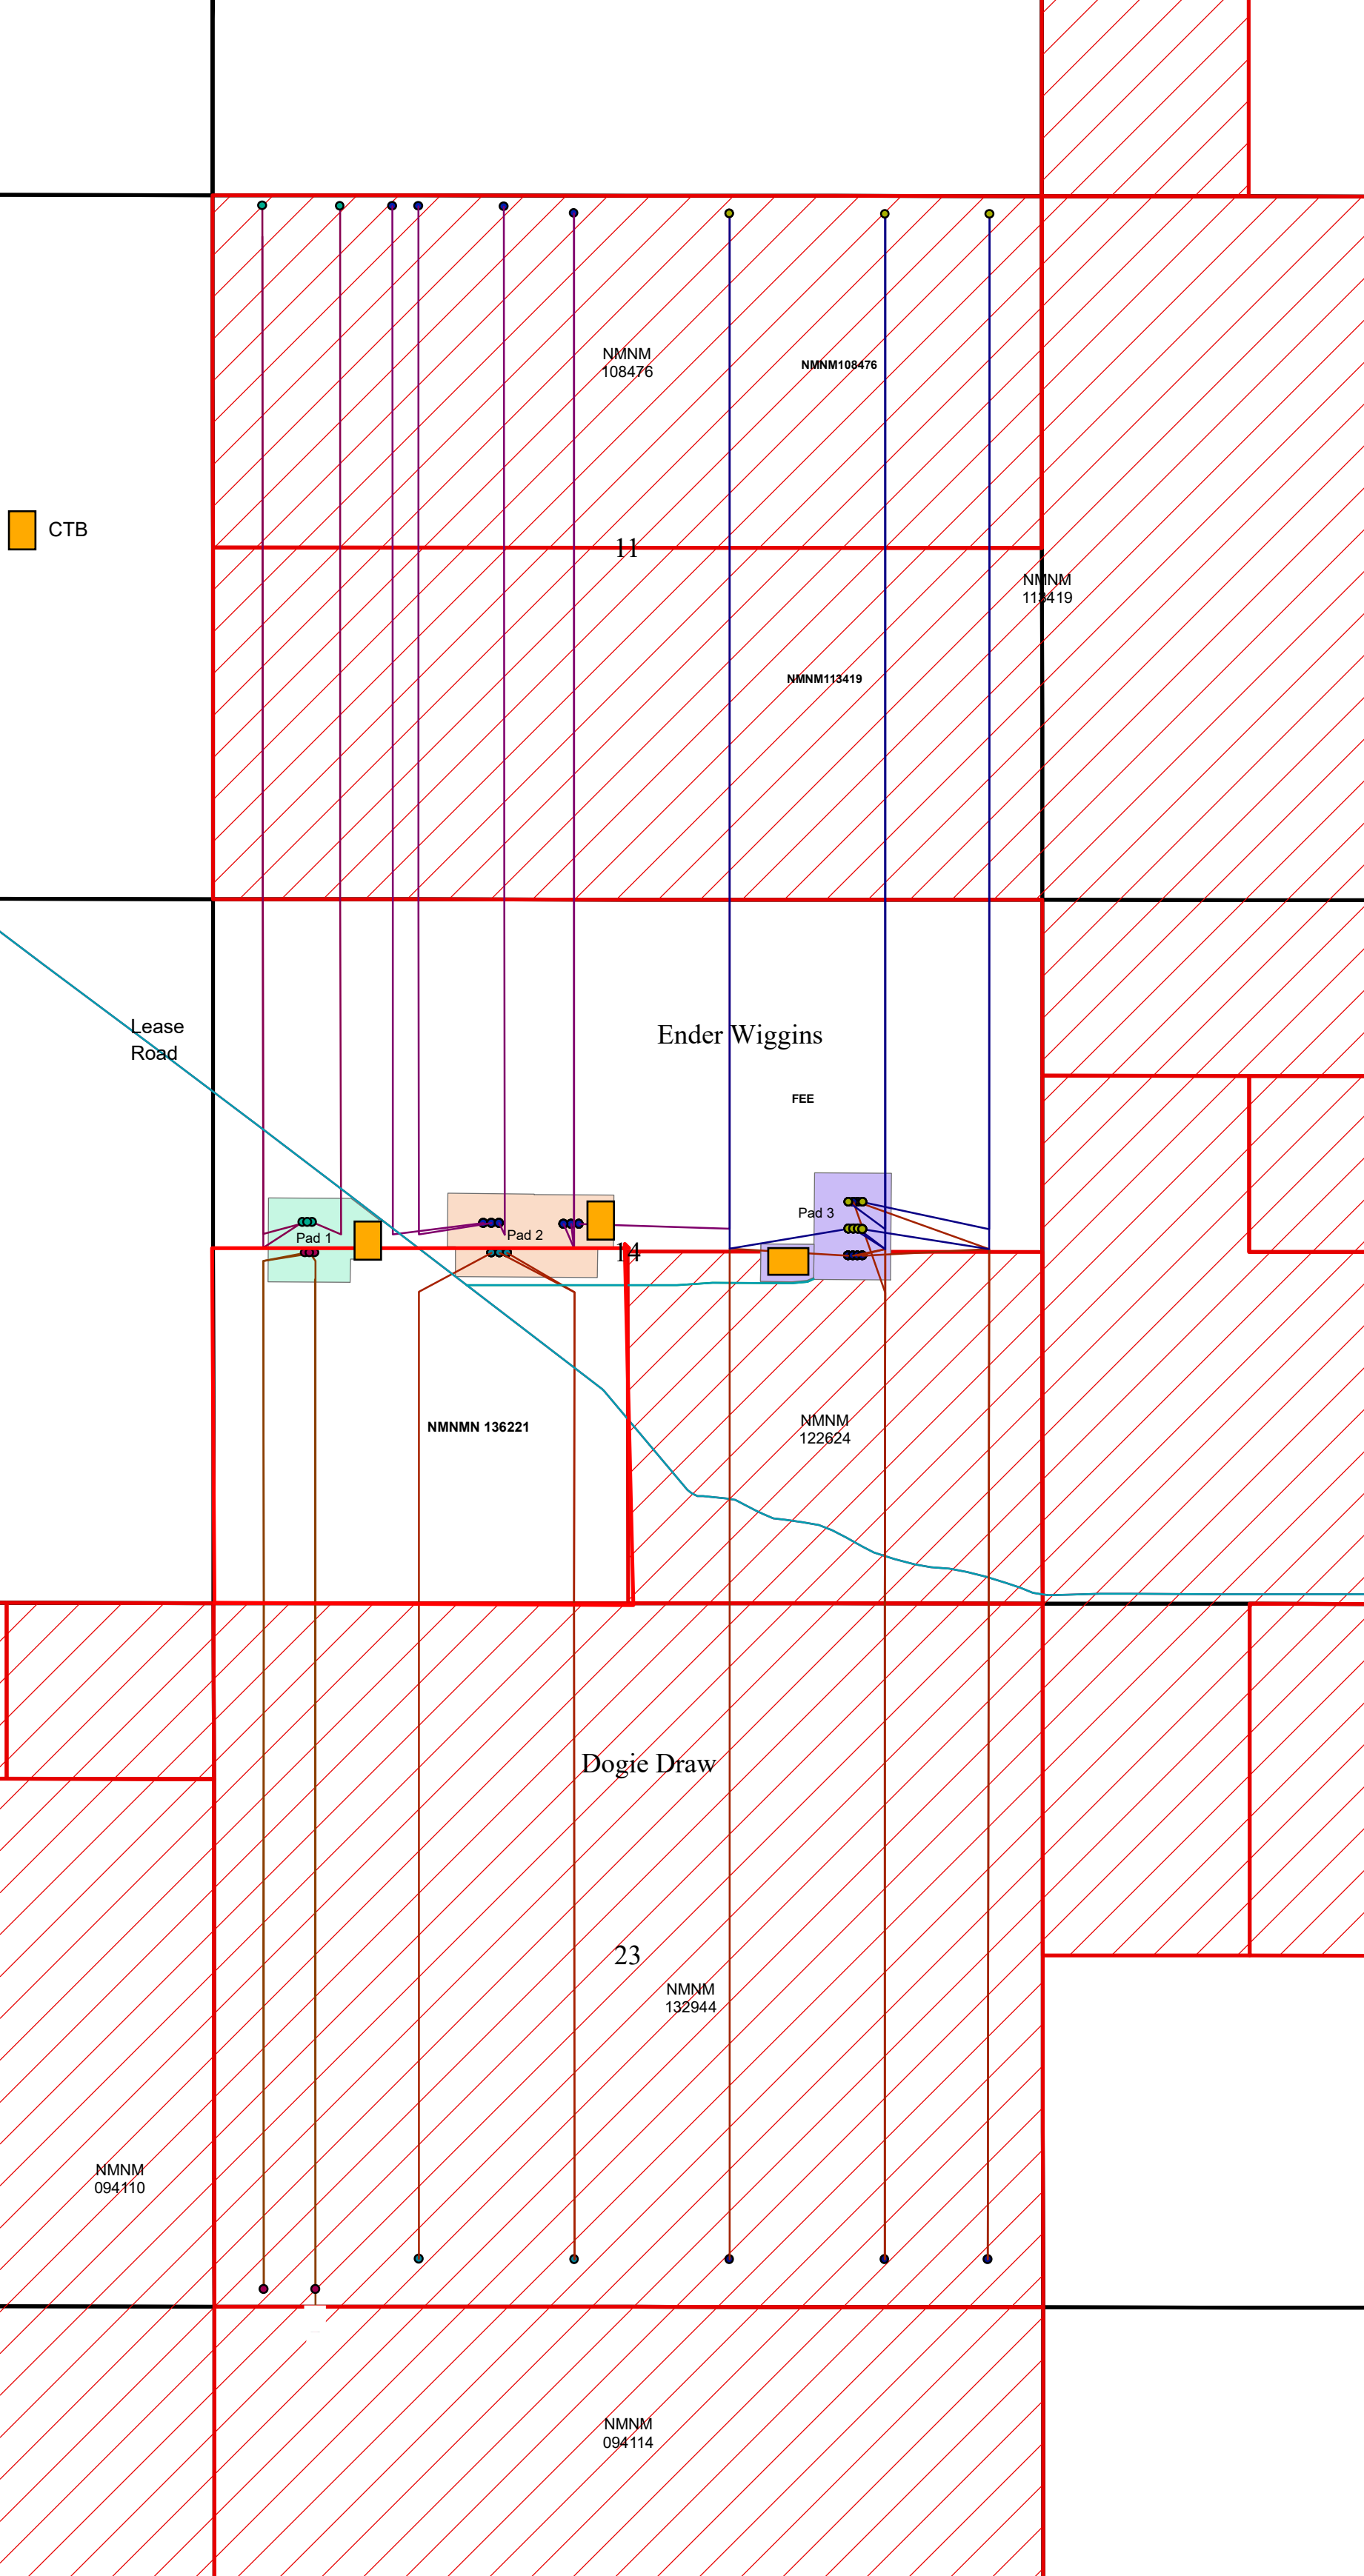 NMNM
108476
NMNM108476
CTB
11
NMNM
113419
NMNM113419
Lease
Road
Ender Wiggins
FEE
Pad 3
Pad 2
Pad 1
14
NMNMN 136221
NMNM
122624
Dogie Draw
23
NMNM
132944
NMNM
094110
NMNM
094114